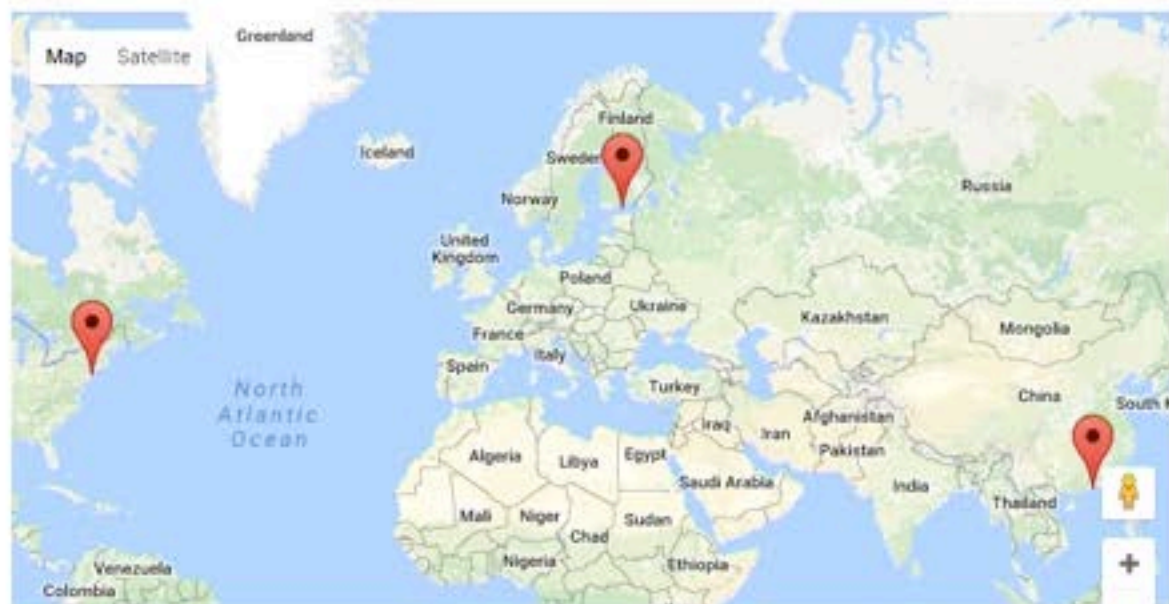 Greenland
Map Satellite
Finland
Iceland
Sweden
Russia
Norway
United
Kingdom
Poland
Germany
Ukraine
Kazakhstan
Mongolia
France
Italy
Spain
Turkey
China
South K
North
Atlantic
Ocean
Afghanistan
Iraq
Iran
Pakistan
Algeria
Libya
Egypt
Saudi Arabia
India
Thailand
Mali
Niger
Sudan
Chad
Nigeria
Ethiopia
Venezuela
Colombia
+